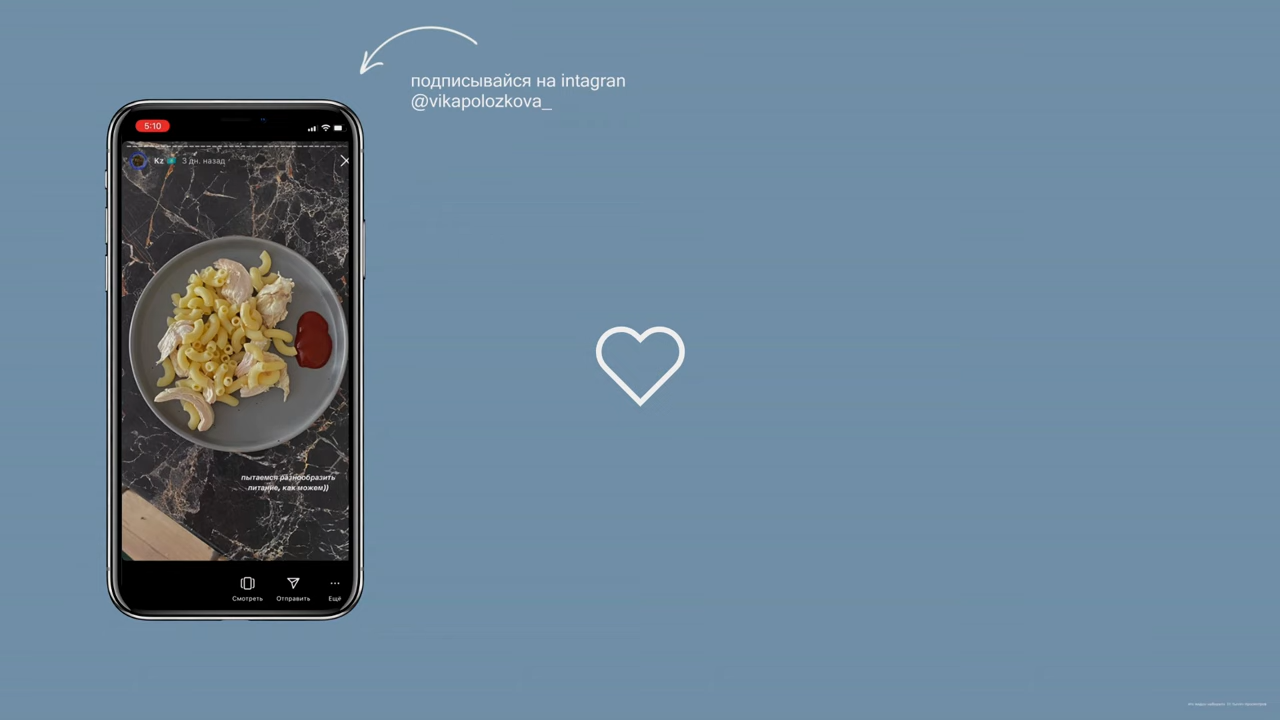 подписывайся на intagran
@vikapolozkova_
5:10
Kz
3 дн. назад
пытаемся разнообразить
питание, как можем))
Смотреть
Отправить
Ещё